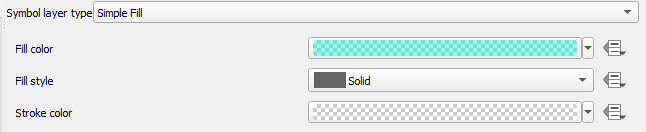 Symbol layer type Simple Fill
Fill color
Fill style Solid
Stroke color